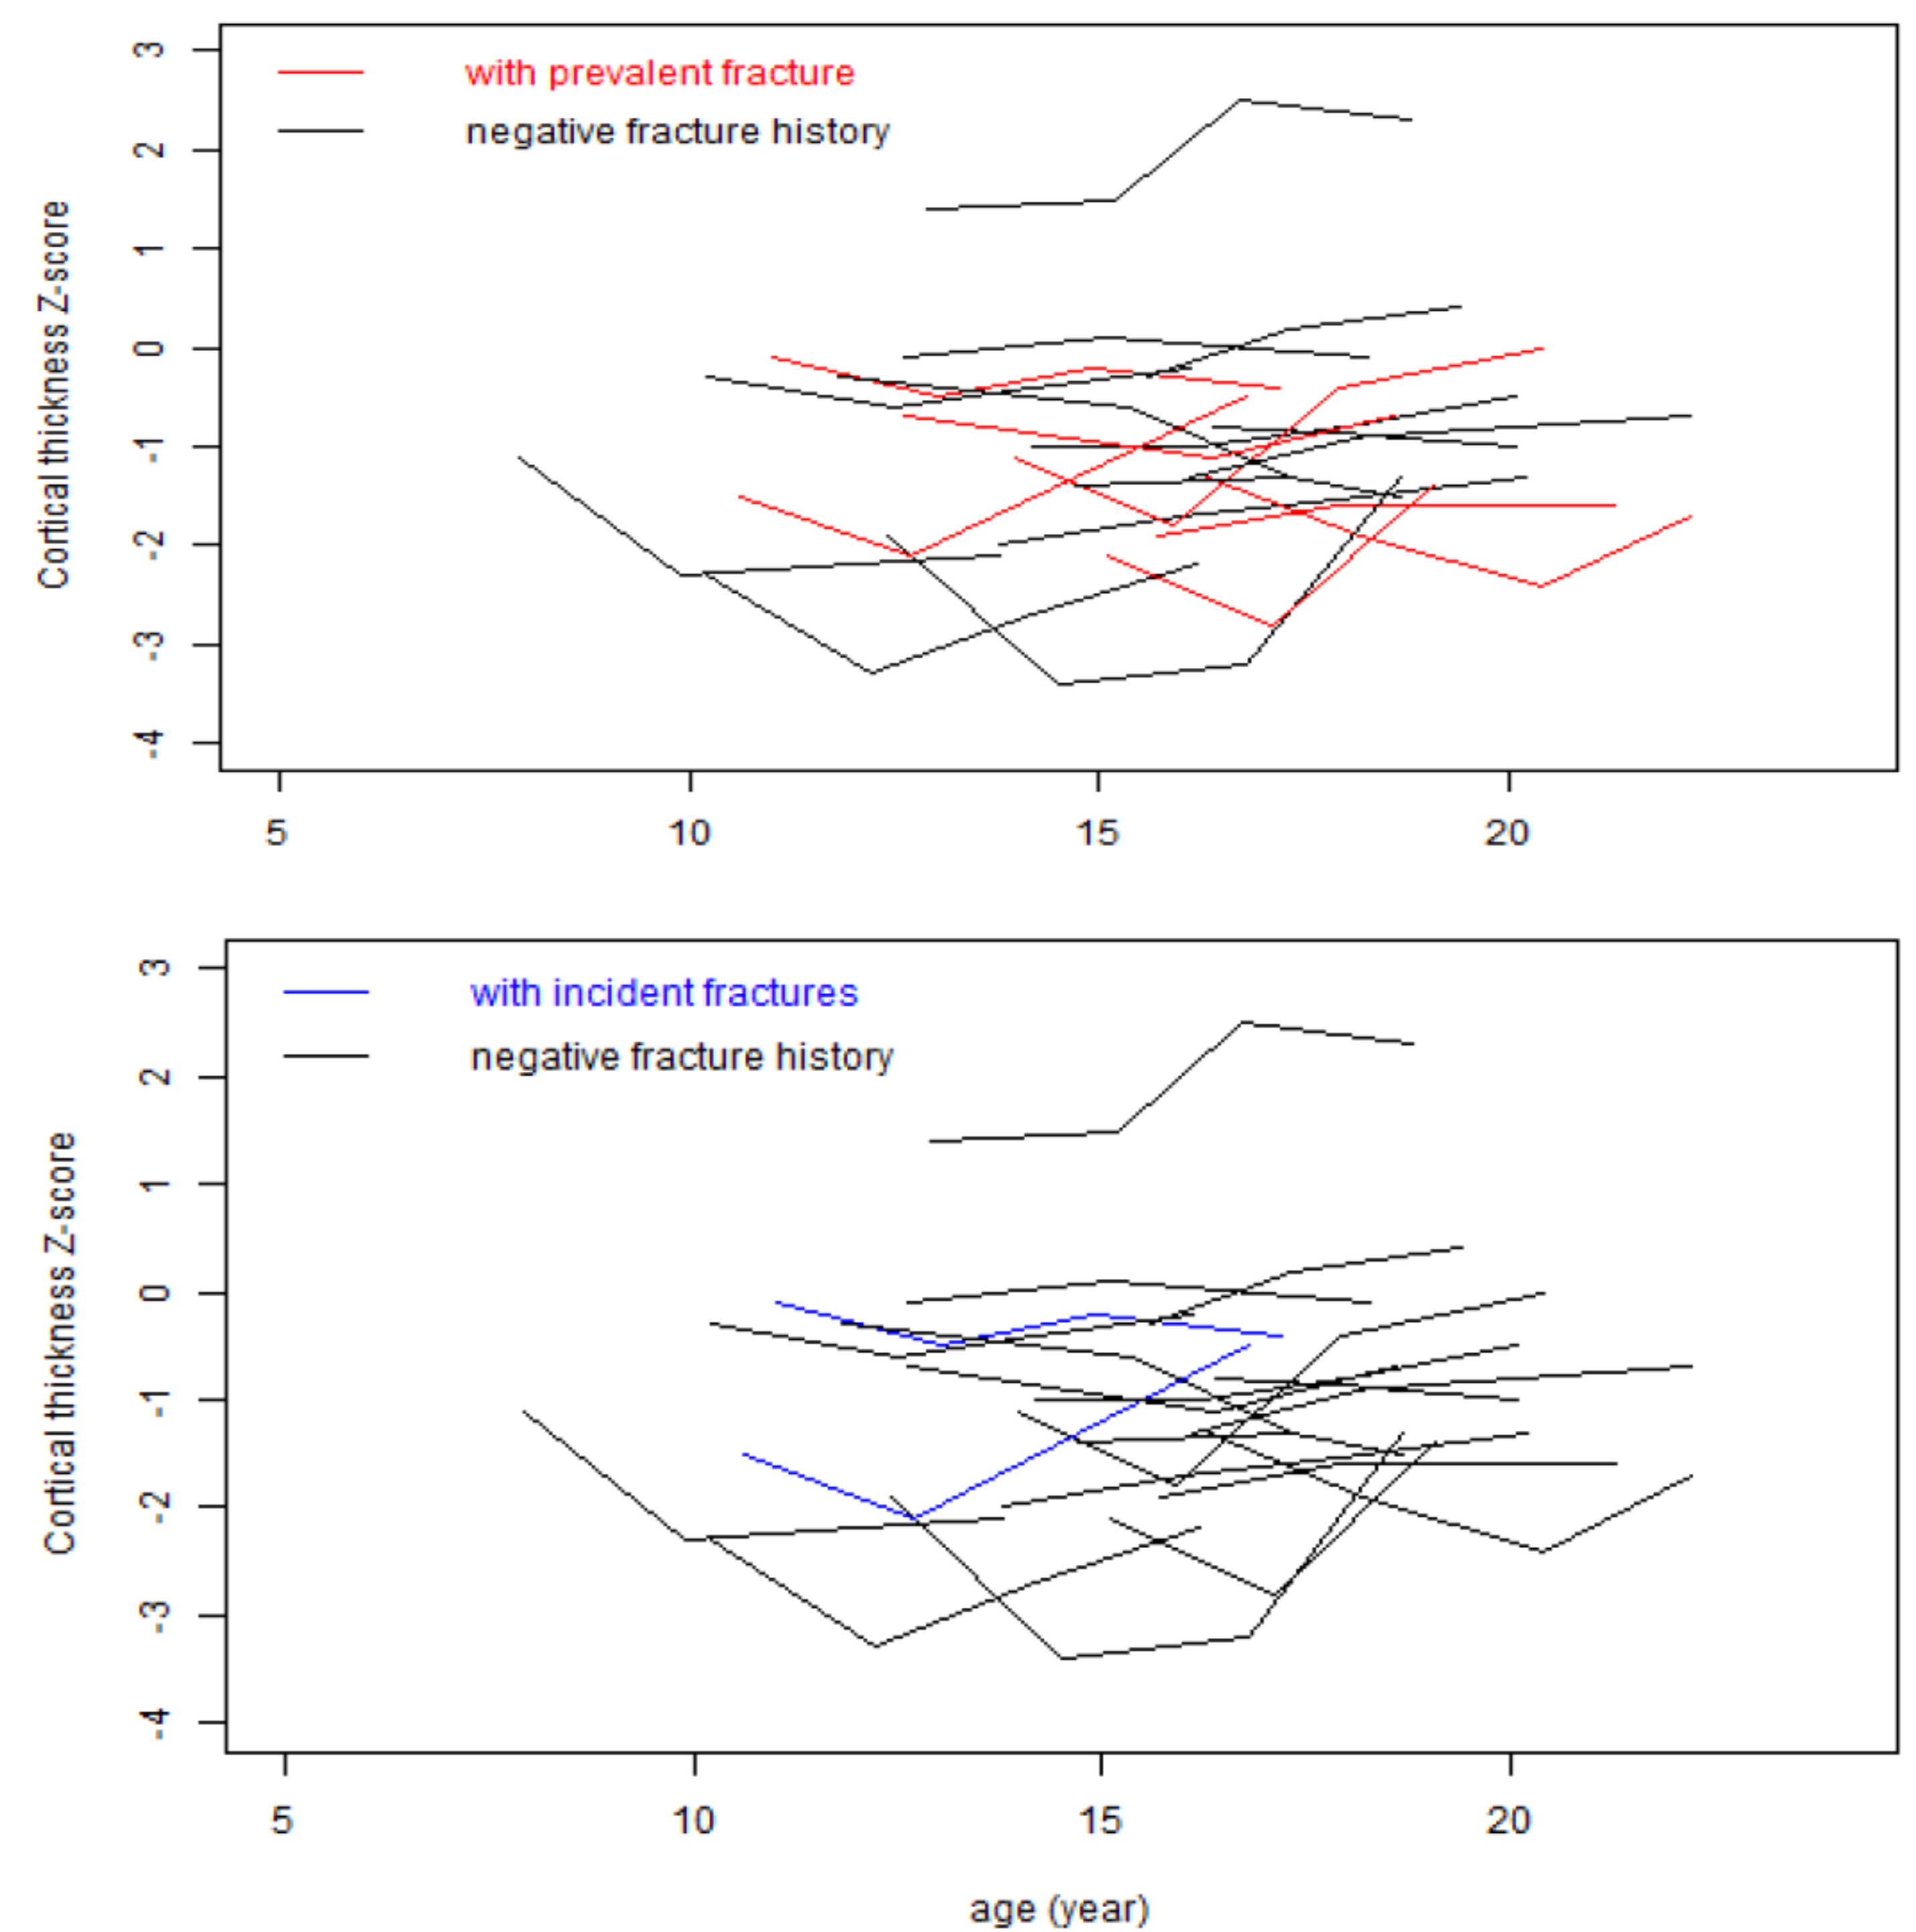 with prevalent fracture
negative fracture history
Cortical thickness Z-score
3
2
1
0
-1
-2
-3
-4
5 10 15 20
with incident fractures
negative fracture history
Cortical thickness Z-score
3
2
1
0
-1
-2
-3
-4
5 10 15 20
age (year)